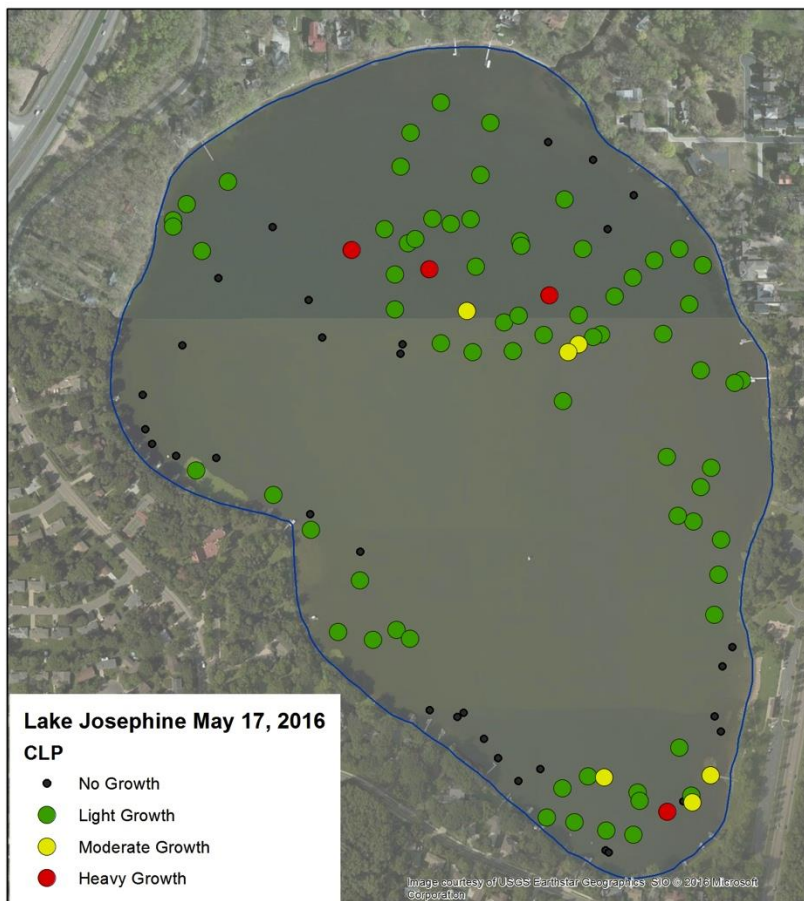 Lake Josephine May 17, 2016
CLP
No Growth
Light Growth
Moderate Growth
Heavy Growth
Image courtesy of USGS Earthstar Geographics SIO © 2016 Microsoft
Corporation